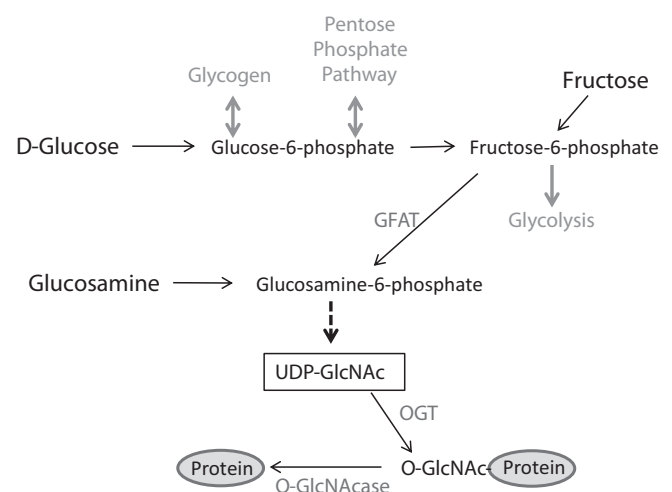 Pentose
Phosphate
Pathway
Glycogen
Fructose
D-Glucose
Glucose-6-phosphate
Fructose-6-phosphate
GFAT
Glycolysis
Glucosamine
Glucosamine-6-phosphate
UDP-GlcNAc
OGT
Protein
O-GlcNAc-
Protein
O-GlcNAcase